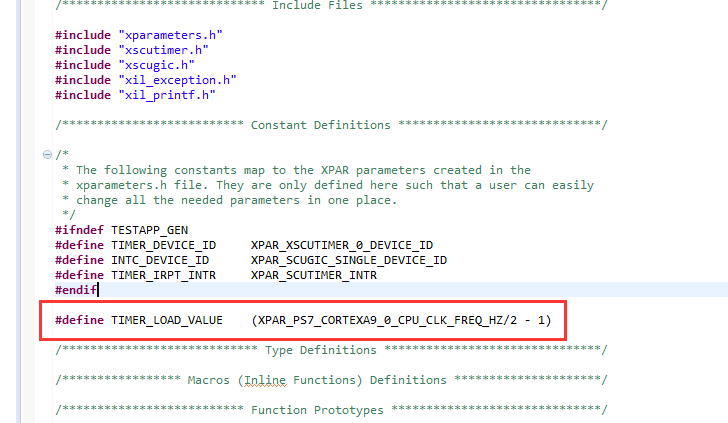 /***************************** Include Files *********************************/
#include "xparameters.h"
#include "xscutimer.h"
#include "xscugic.h"
#include "xil_exception.h"
#include "xil_printf.h"
/************************** Constant Definitions *****************************/
/*
* The following constants map to the XPAR parameters created in the
* xparameters.h file. They are only defined here such that a user can easily
* change all the needed parameters in one place.
*/
#ifndef TESTAPP_GEN
#define TIMER_DEVICE_ID     XPAR_XSCUTIMER_0_DEVICE_ID
#define INTC_DEVICE_ID      XPAR_SCUGIC_SINGLE_DEVICE_ID
#define TIMER_IRPT_INTR     XPAR_SCUTIMER_INTR
#endif
#define TIMER_LOAD_VALUE    (XPAR_PS7_CORTEXA9_0_CPU_CLK_FREQ_HZ/2 - 1)
/**************************** Type Definitions *******************************/
/***************** Macros (Inline Functions) Definitions *********************/
/************************** Function Prototypes ******************************/